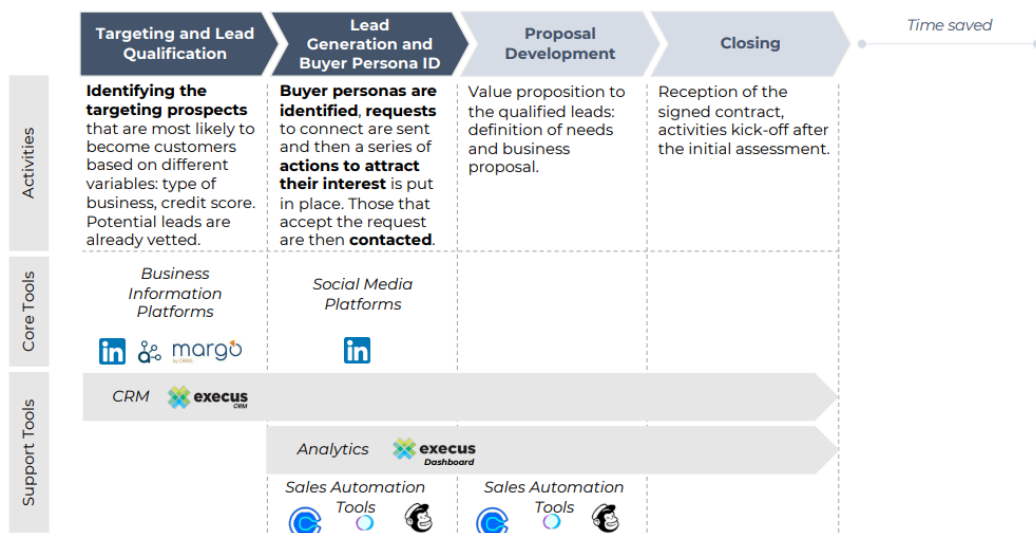 Targeting and Lead
Qualification
Lead
Generation and
Buyer Persona ID
Proposal
Development
Closing
Time saved
Activities
Identifying the
targeting prospects
that are most likely to
become customers
based on different
variables: type of
business, credit score.
Potential leads are
already vetted.
Buyer personas are
identified, requests
to connect are sent
and then a series of
actions to attract
their interest is put
in place. Those that
accept the request
are then contacted.
Value proposition to
the qualified leads:
definition of needs
and business
proposal.
Reception of the
signed contract,
activities kick-off after
the initial assessment.
Core Tools
Business
Information
Platforms
in
margò
by CRIBIS
Social Media
Platforms
in
Support Tools
CRM
execus
CRM
Analytics
execus
Dashboard
Sales Automation
Tools
Sales Automation
Tools